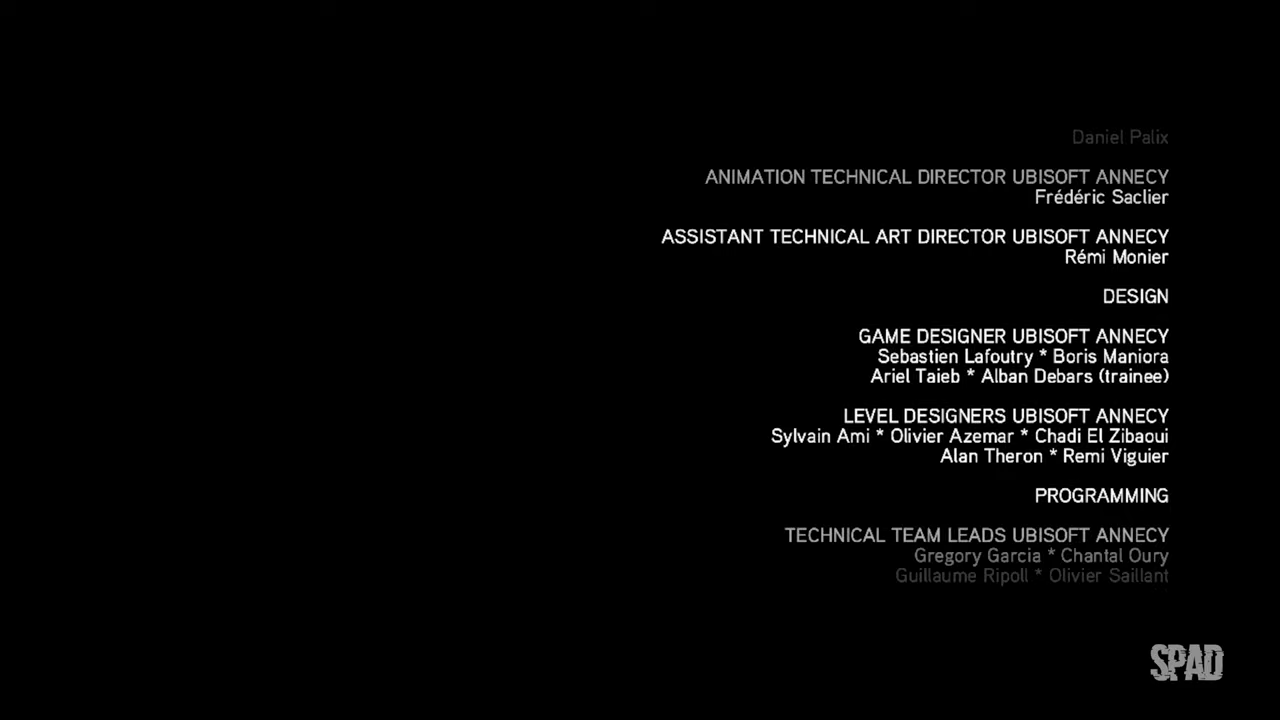 Daniel Palix
ANIMATION TECHNICAL DIRECTOR UBISOFT ANNECY
Frédéric Saclier
ASSISTANT TECHNICAL ART DIRECTOR UBISOFT ANNECY
Rémi Monier
DESIGN
GAME DESIGNER UBISOFT ANNECY
Sebastien Lafoutry * Boris Maniora
Ariel Taieb * Alban Debars (trainee)
LEVEL DESIGNERS UBISOFT ANNECY
Sylvain Ami * Olivier Azemar * Chadi El Zibaoui
Alan Theron * Remi Viguier
PROGRAMMING
TECHNICAL TEAM LEADS UBISOFT ANNECY
Gregory Garcia * Chantal Oury
Guillaume Ripoll * Olivier Saillant
SPAD